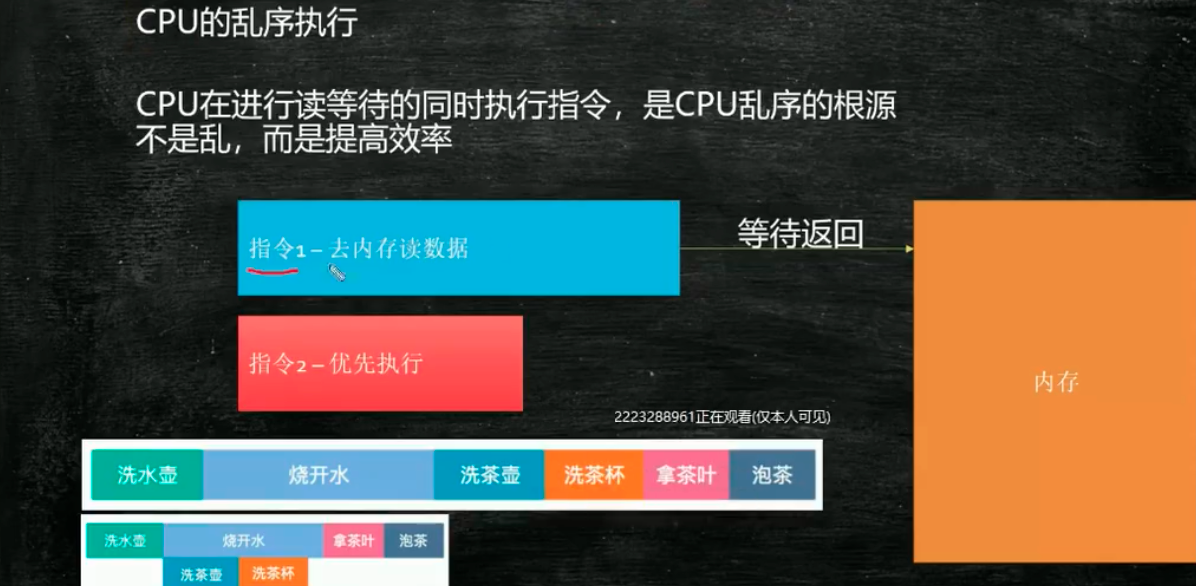 CPU的乱序执行
CPU在进行读等待的同时执行指令，是CPU乱序的根源
不是乱，而是提高效率
等待返回
指令1 – 去内存读数据
指令2 – 优先执行
内存
2223288961正在观看(仅本人可见)
洗水壶 烧开水 洗茶壶 洗茶杯 拿茶叶 泡茶
洗水壶 烧开水 拿茶叶 泡茶
洗茶壶 洗茶杯